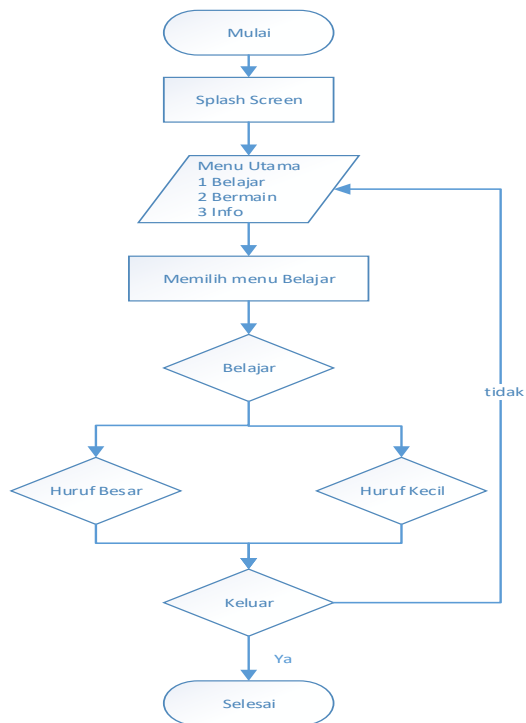 Mulai
Splash Screen
Menu Utama
1 Belajar
2 Bermain
3 Info
Memilih menu Belajar
Belajar
tidak
Huruf Besar
Huruf Kecil
Keluar
Ya
Selesai